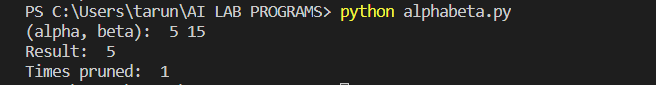 PS C:\Users\tarun\AI LAB PROGRAMS> python alphabeta.py
(alpha, beta):  5 15
Result:  5
Times pruned:  1